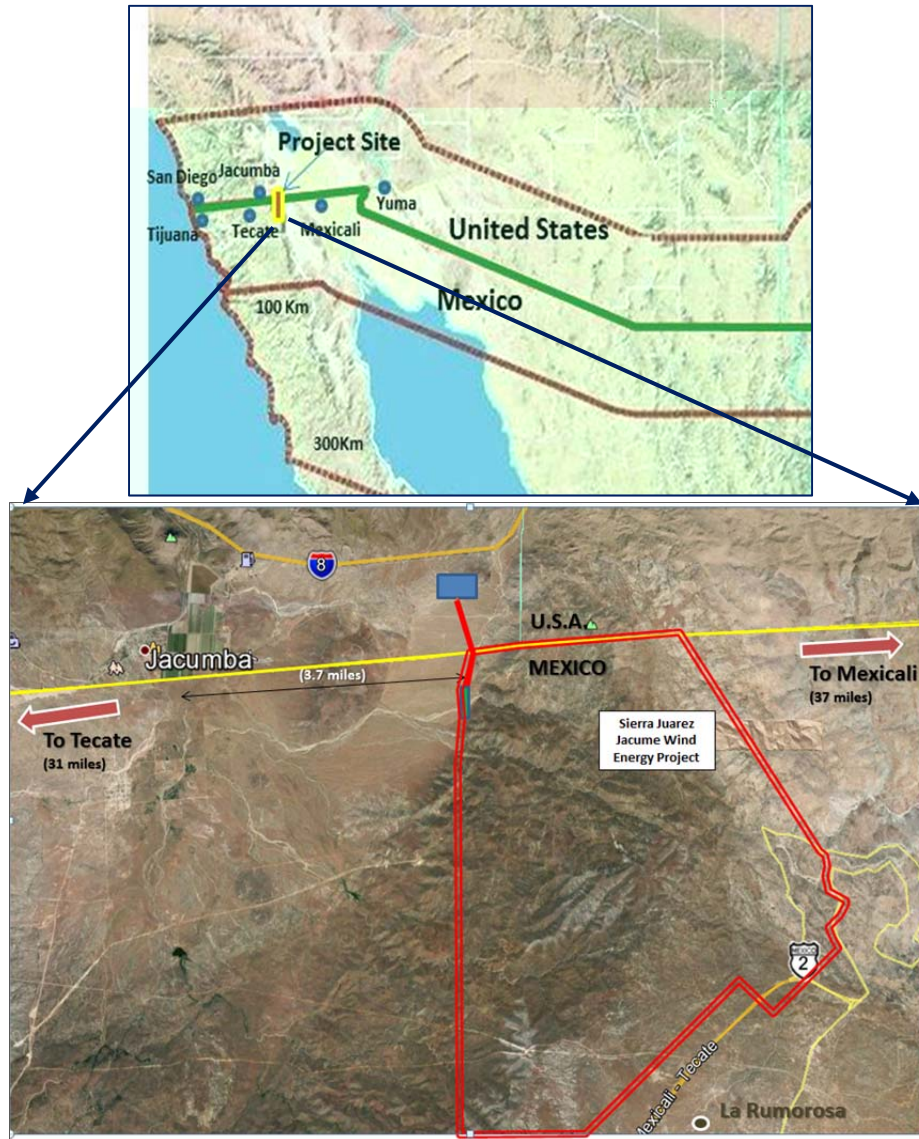 Project Site
San Diego
Jacumba
Yuma
Tijuana
Tecate
Mexicali
United States
Mexico
100 Km
300Km
8
U.S.A.
Jacumba
MEXICO
(3.7 miles)
To Mexicali
(37 miles)
To Tecate
(31 miles)
Sierra Juarez
Jacume Wind
Energy Project
MEXICO
2
Mexicali - Tecate
La Rumorosa